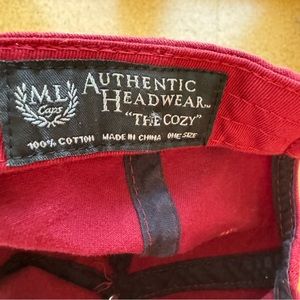 ML
Caps
AUTHENTIC
HEADWEAR™
"THE COZY"
100% COTTON MADE IN CHINA ONE SIZE